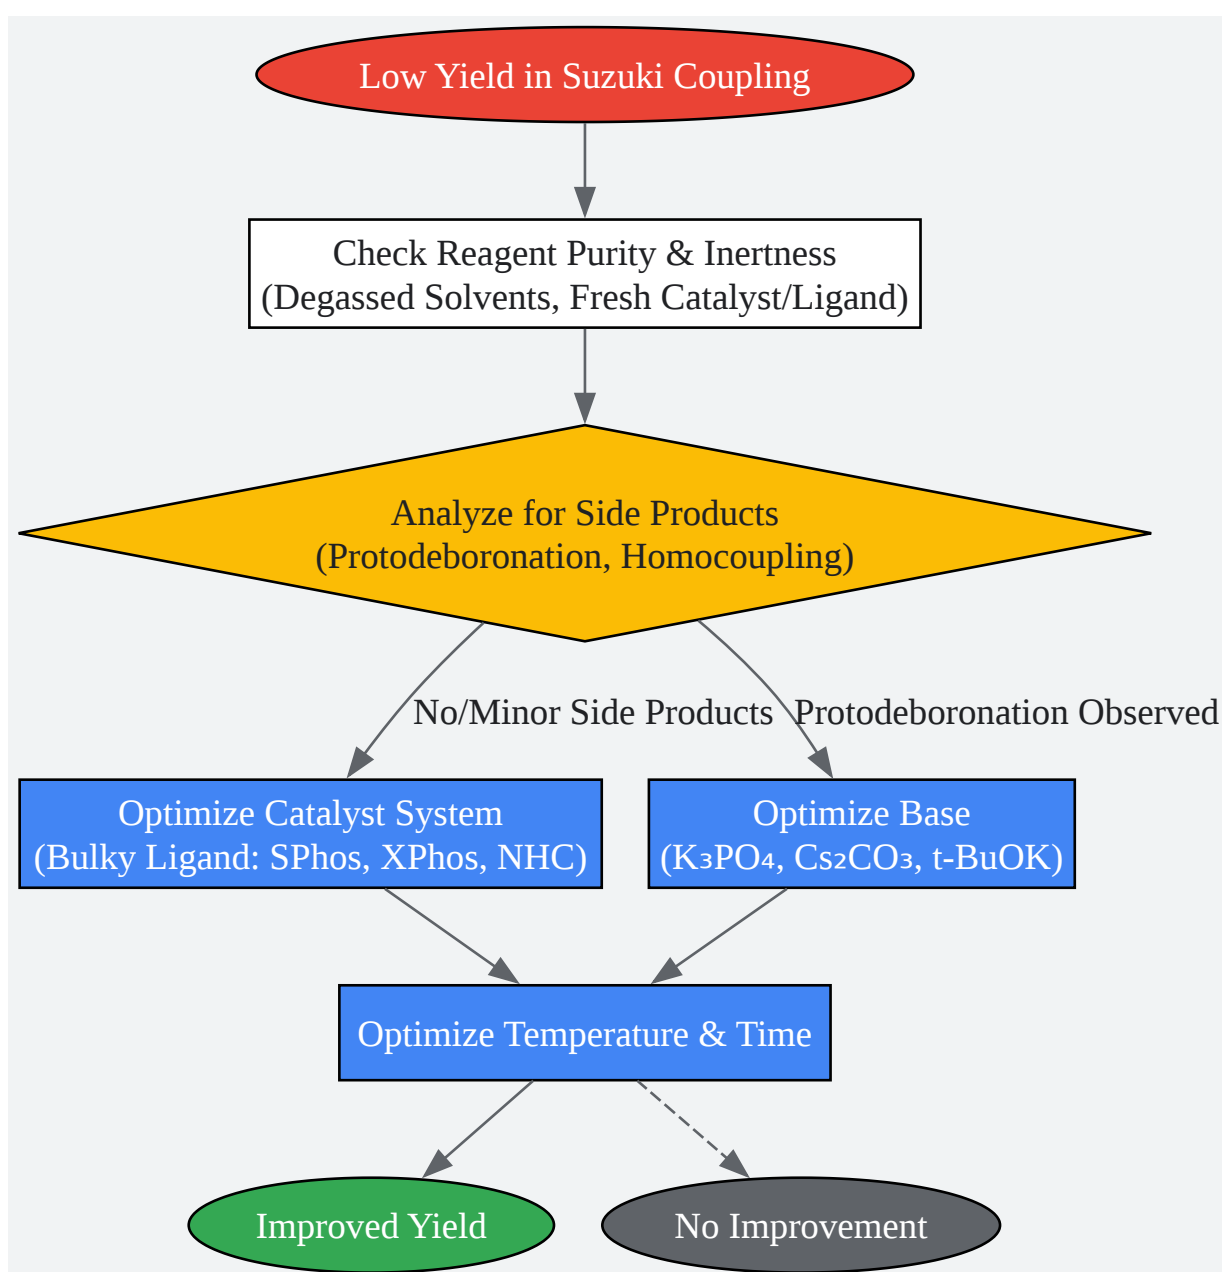 Low Yield in Suzuki Coupling
Check Reagent Purity & Inertness
(Degassed Solvents, Fresh Catalyst/Ligand)
Analyze for Side Products
(Protodeboronation, Homocoupling)
No/Minor Side Products
Protodeboronation Observed
Optimize Catalyst System
(Bulky Ligand: SPhos, XPhos, NHC)
Optimize Base
(K₃PO₄, Cs₂CO₃, t-BuOK)
Optimize Temperature & Time
Improved Yield
No Improvement